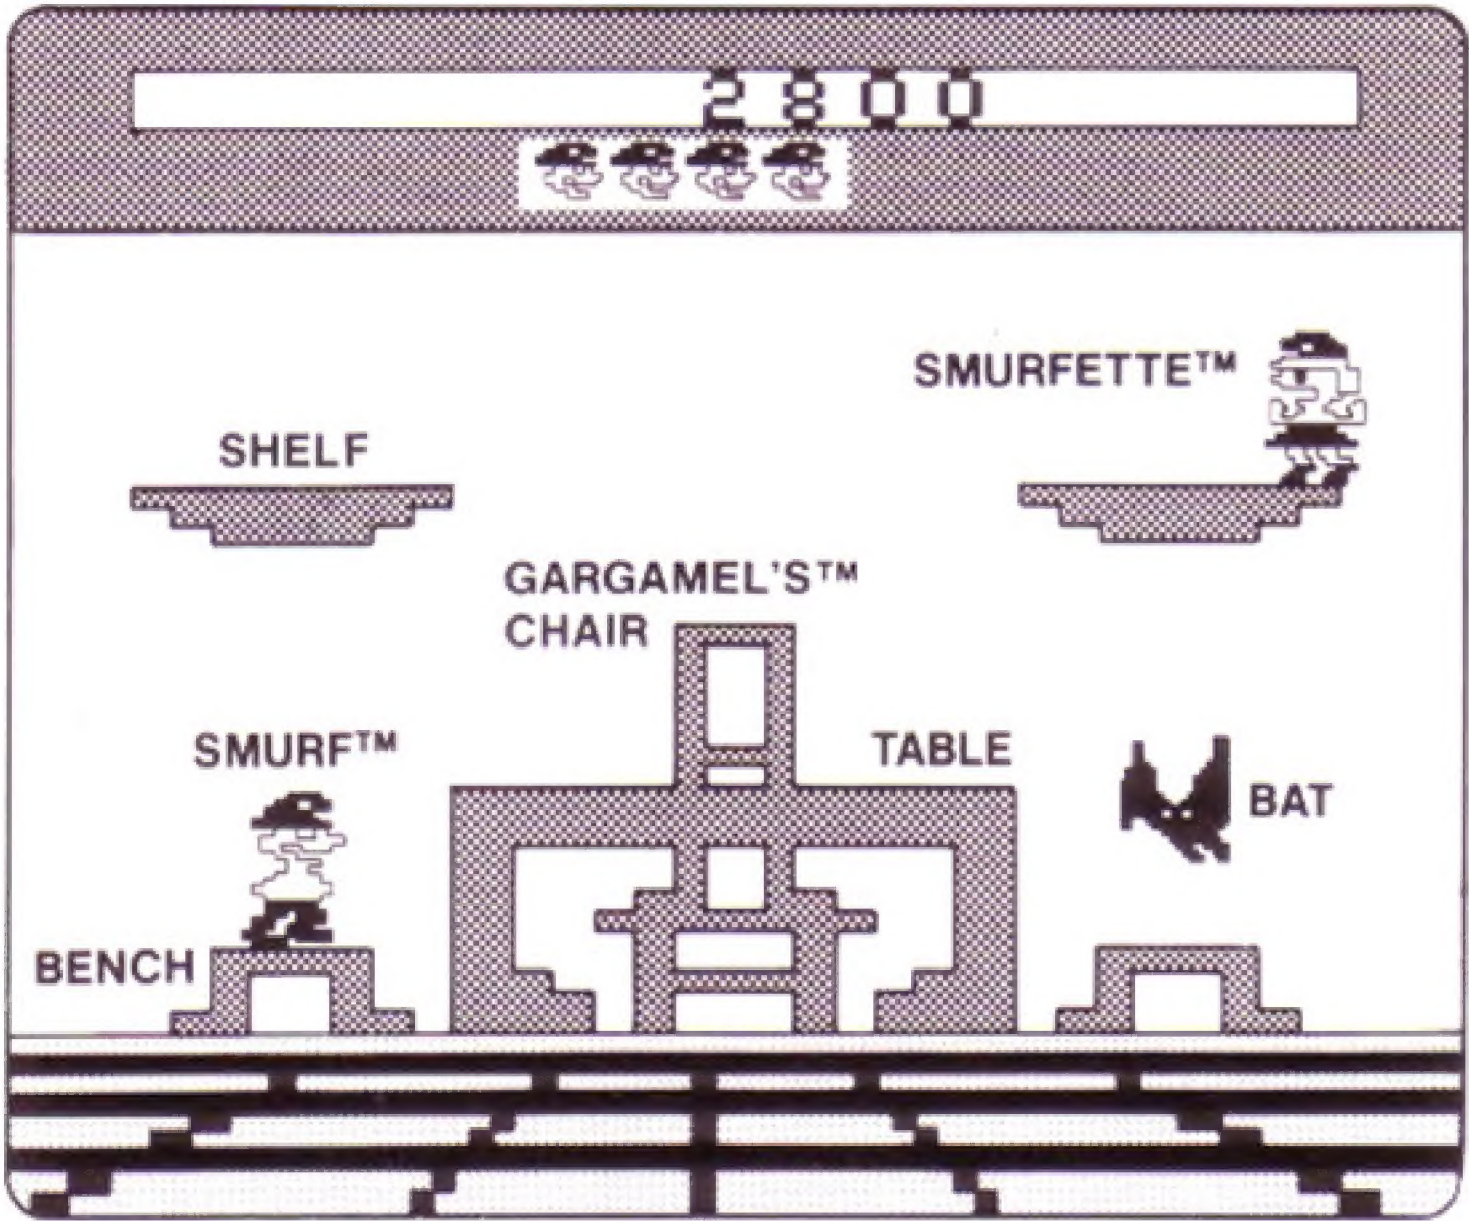 2800
SMURFETTE™
SHELF
GARGAMEL'S™
CHAIR
SMURF™
TABLE
BAT
BENCH